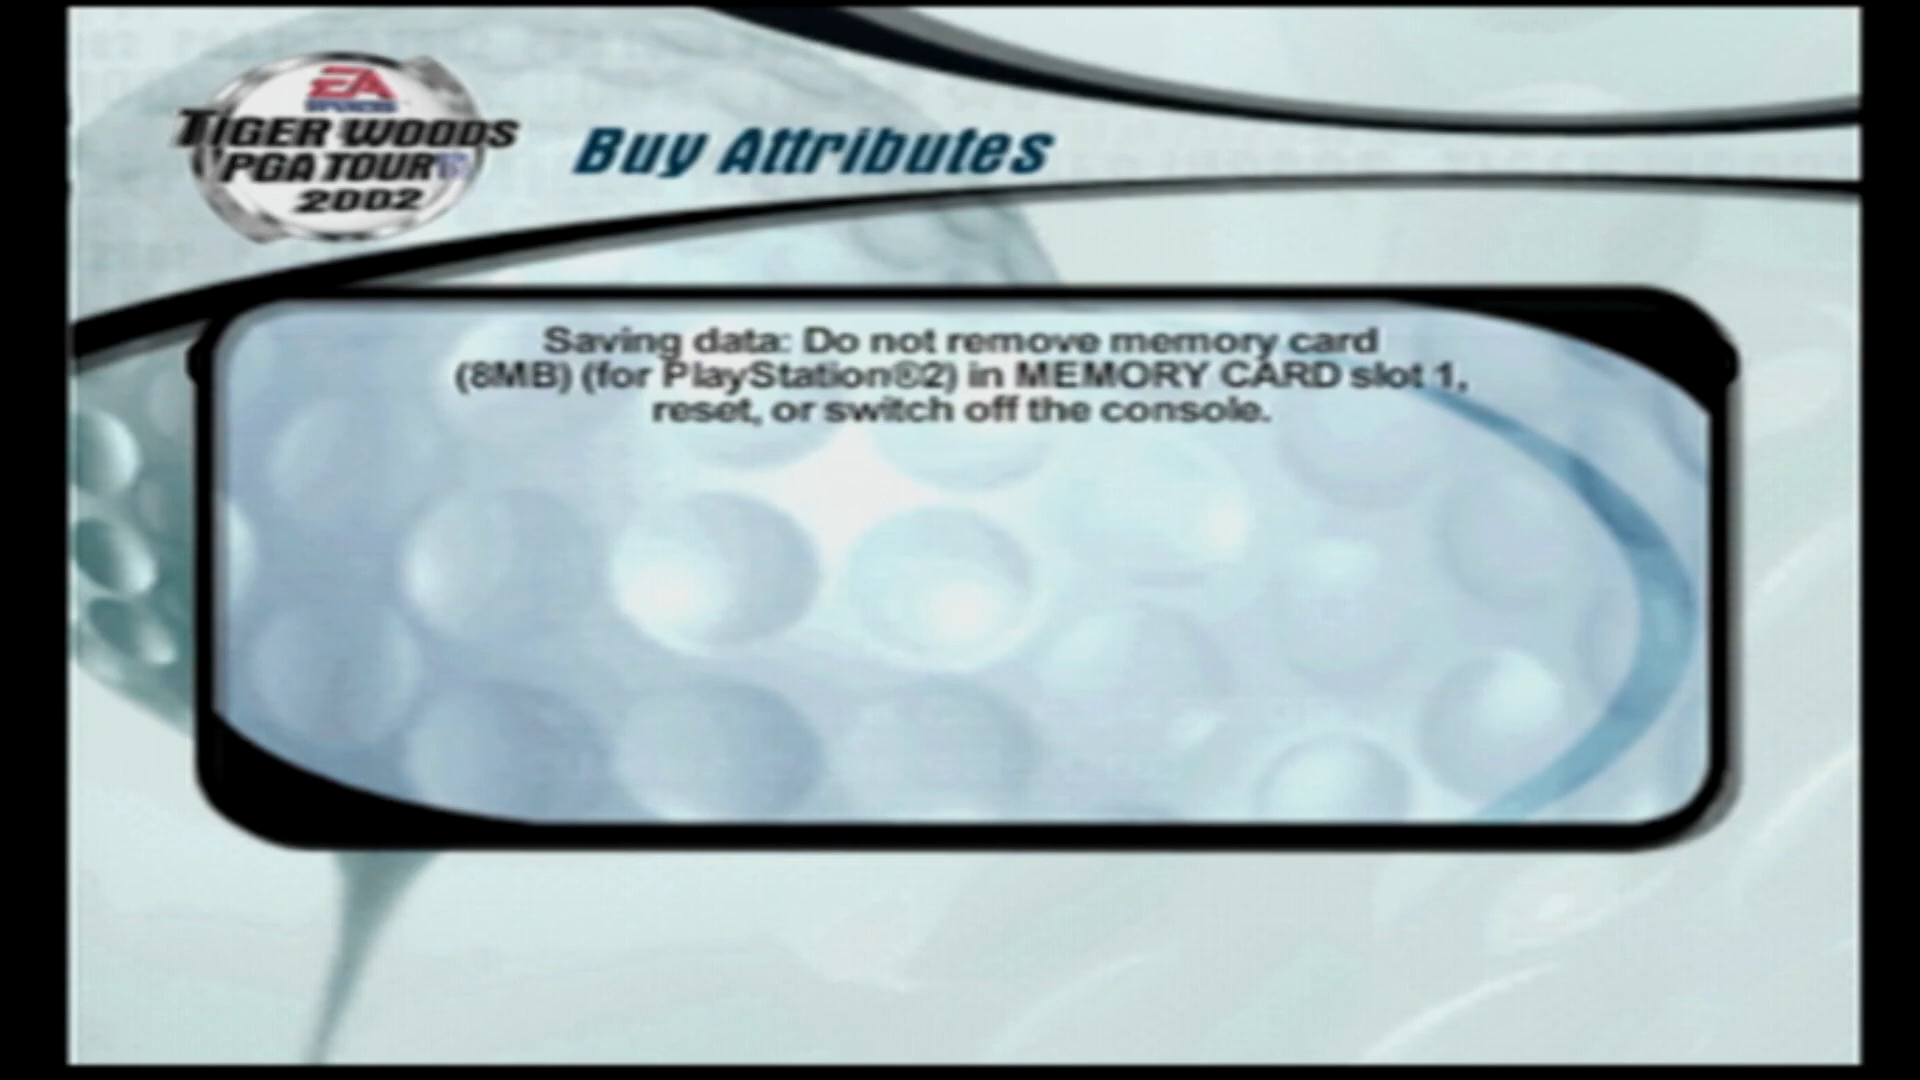 EA
SPORTS
TIGER WOODS
PGA TOUR
2002
Buy Attributes
Saving data: Do not remove memory card
(8MB) (for PlayStation®2) in MEMORY CARD slot 1,
reset, or switch off the console.